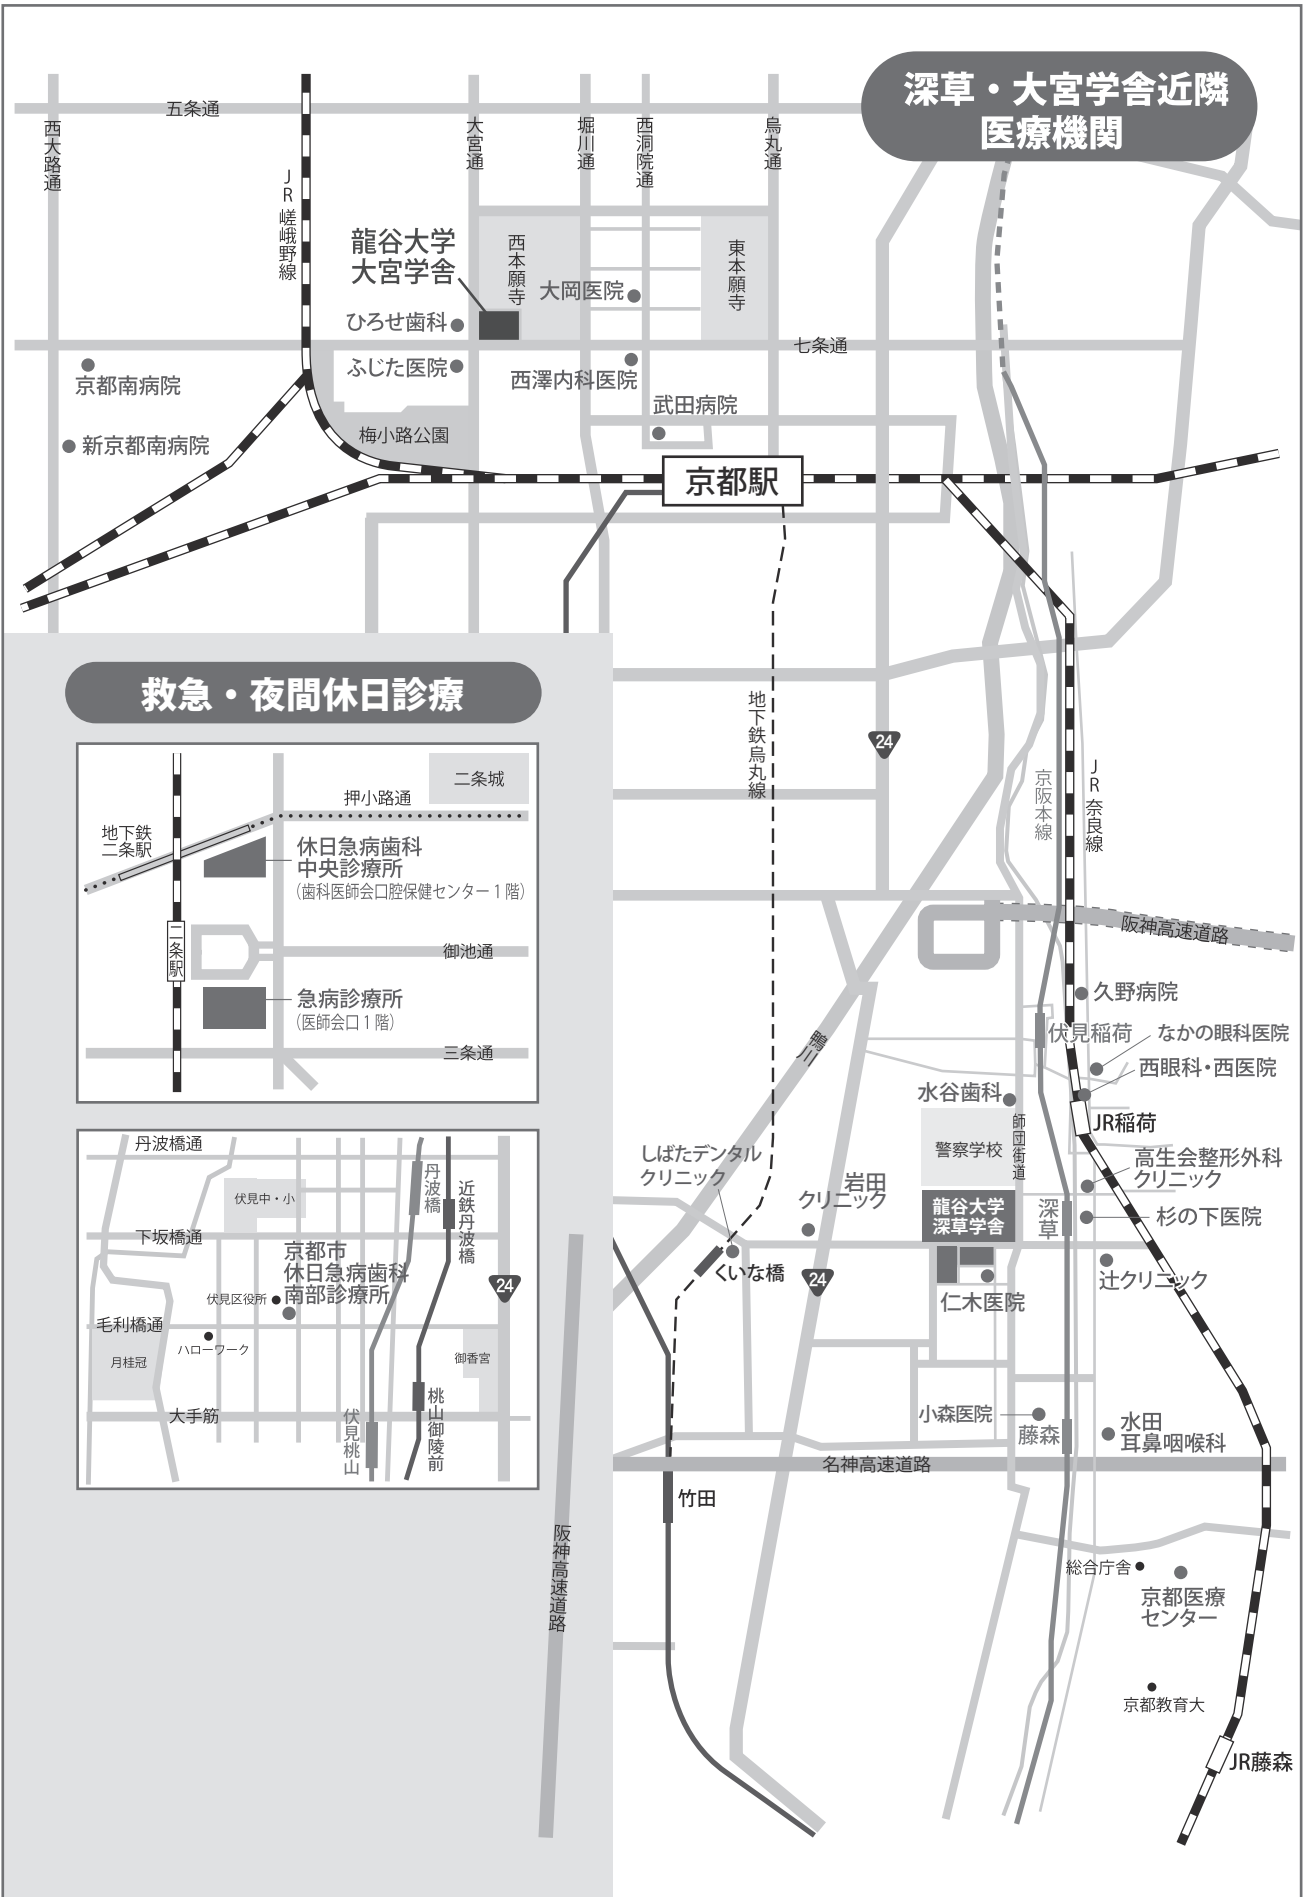 深草・大宮学舎近隣
医療機関
五条通
西大路通
JR嵯峨野線
大宮通
堀川通
西洞院通
烏丸通
龍谷大学
大宮学舎
西本願寺
大岡医院
東本願寺
ひろせ歯科
七条通
ふじた医院
西澤内科医院
京都南病院
武田病院
新京都南病院
梅小路公園
京都駅
地下鉄烏丸線
24
京阪本線
JR奈良線
阪神高速道路
久野病院
伏見稲荷
なかの眼科医院
西眼科・西医院
鴨川
水谷歯科
師団街道
JR稲荷
警察学校
しばたデンタル
クリニック
岩田
クリニック
高生会整形外科
クリニック
龍谷大学
深草学舎
深草
杉の下医院
くいな橋
24
辻クリニック
仁木医院
小森医院
藤森
水田
耳鼻咽喉科
名神高速道路
竹田
阪神高速道路
総合庁舎
京都医療
センター
京都教育大
JR藤森
救急・夜間休日診療
二条城
押小路通
地下鉄
二条駅
休日急病歯科
中央診療所
(歯科医師会口腔保健センター1階)
二条駅
御池通
急病診療所
(医師会口1階)
三条通
丹波橋通
丹波橋
近鉄丹波橋
伏見中・小
下坂橋通
京都市
休日急病歯科
南部診療所
伏見区役所
24
毛利橋通
ハローワーク
月桂冠
御香宮
大手筋
伏見桃山
桃山御陵前